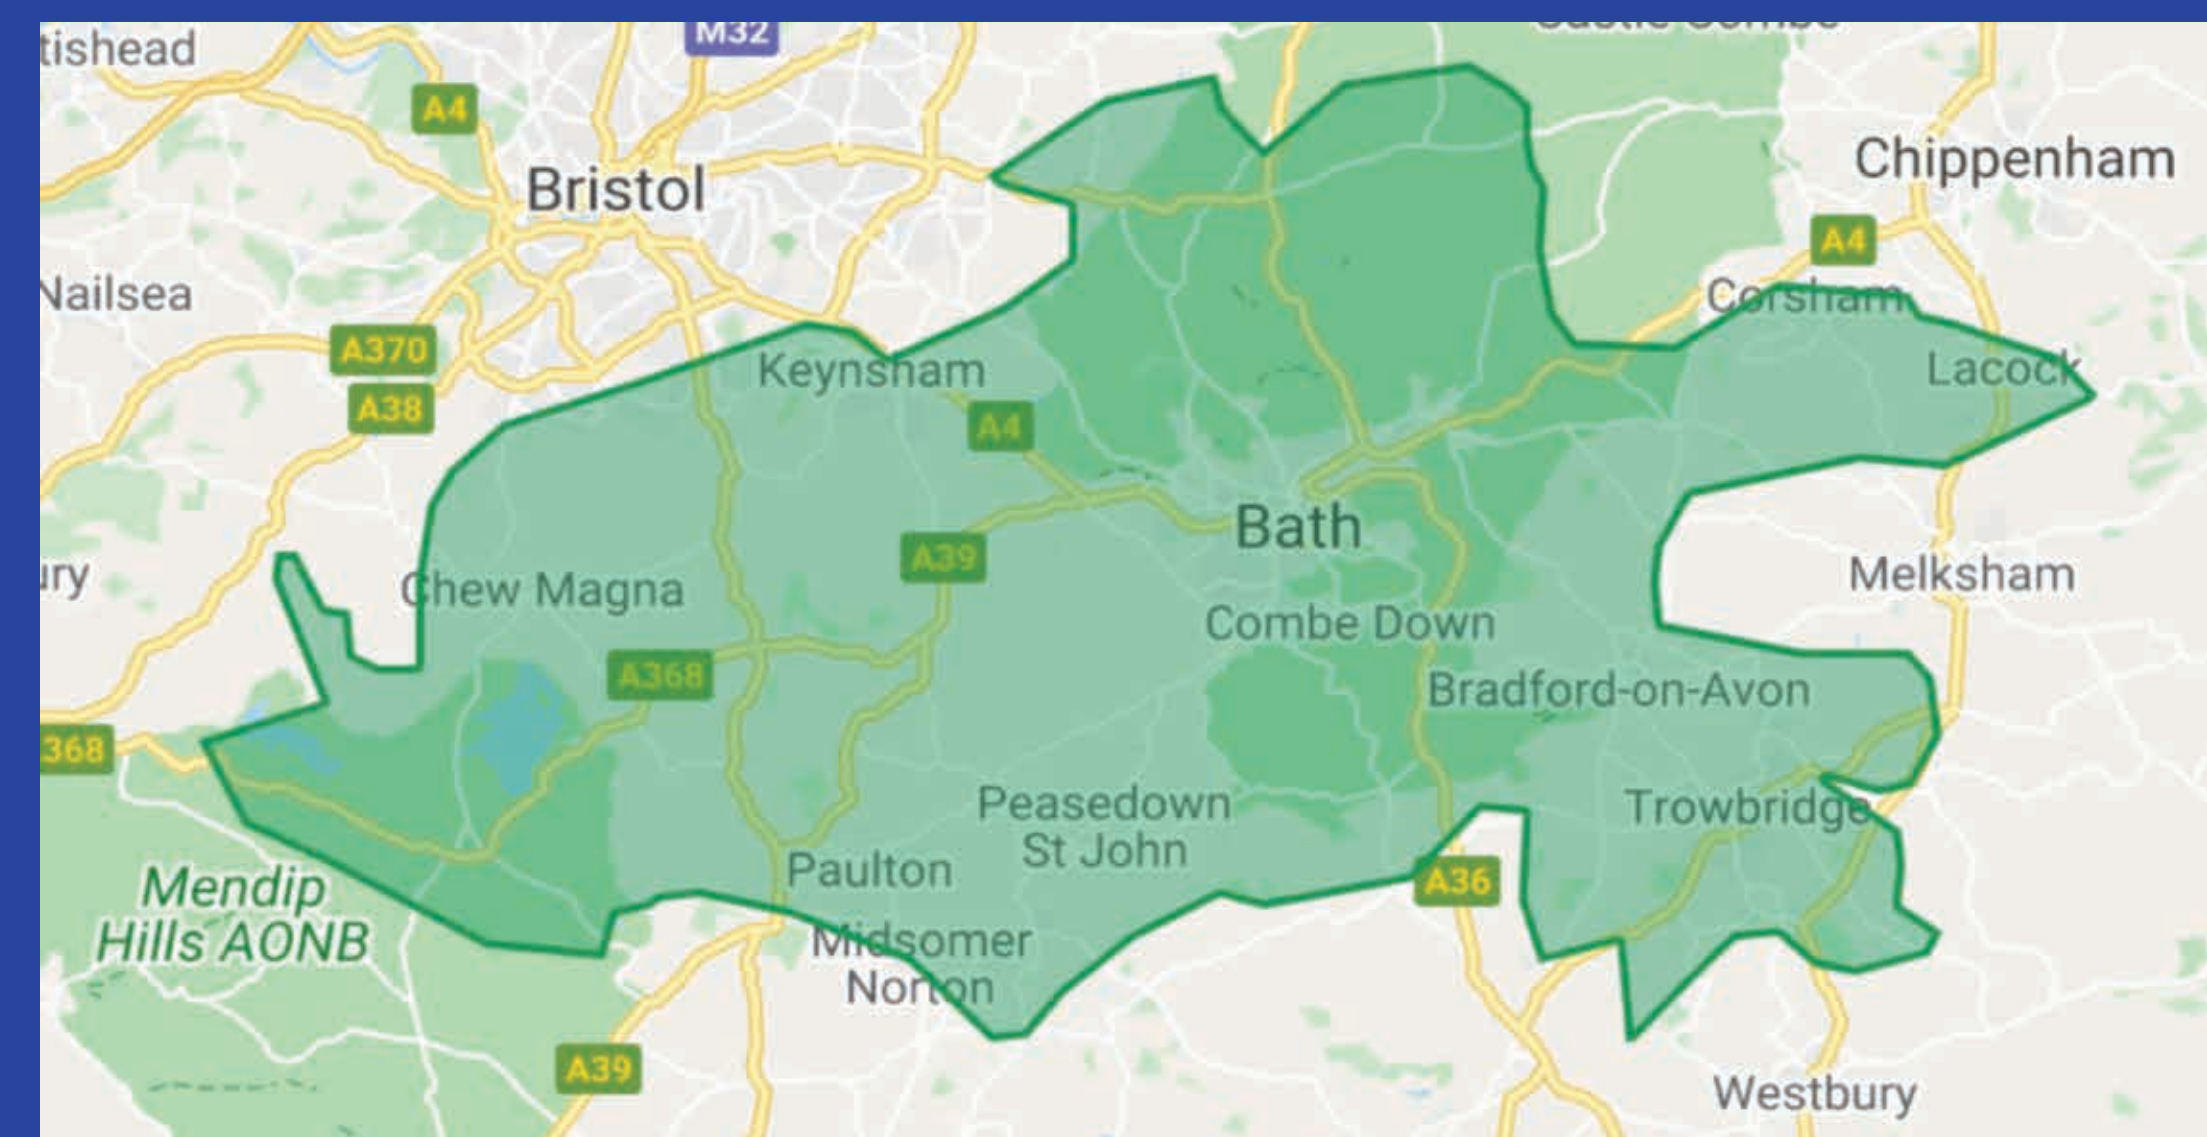 M32
tishead
A4
Chippenham
Bristol
A4
Nailsea
Corsham
A370
Keynsham
Lacock
A38
A4
Bath
A39
ury
Chew Magna
Melksham
Combe Down
A368
Bradford-on-Avon
368
Peasedown
St John
Trowbridge
Paulton
A36
Mendip
Hills AONB
Midsomer
Norton
A39
Westbury